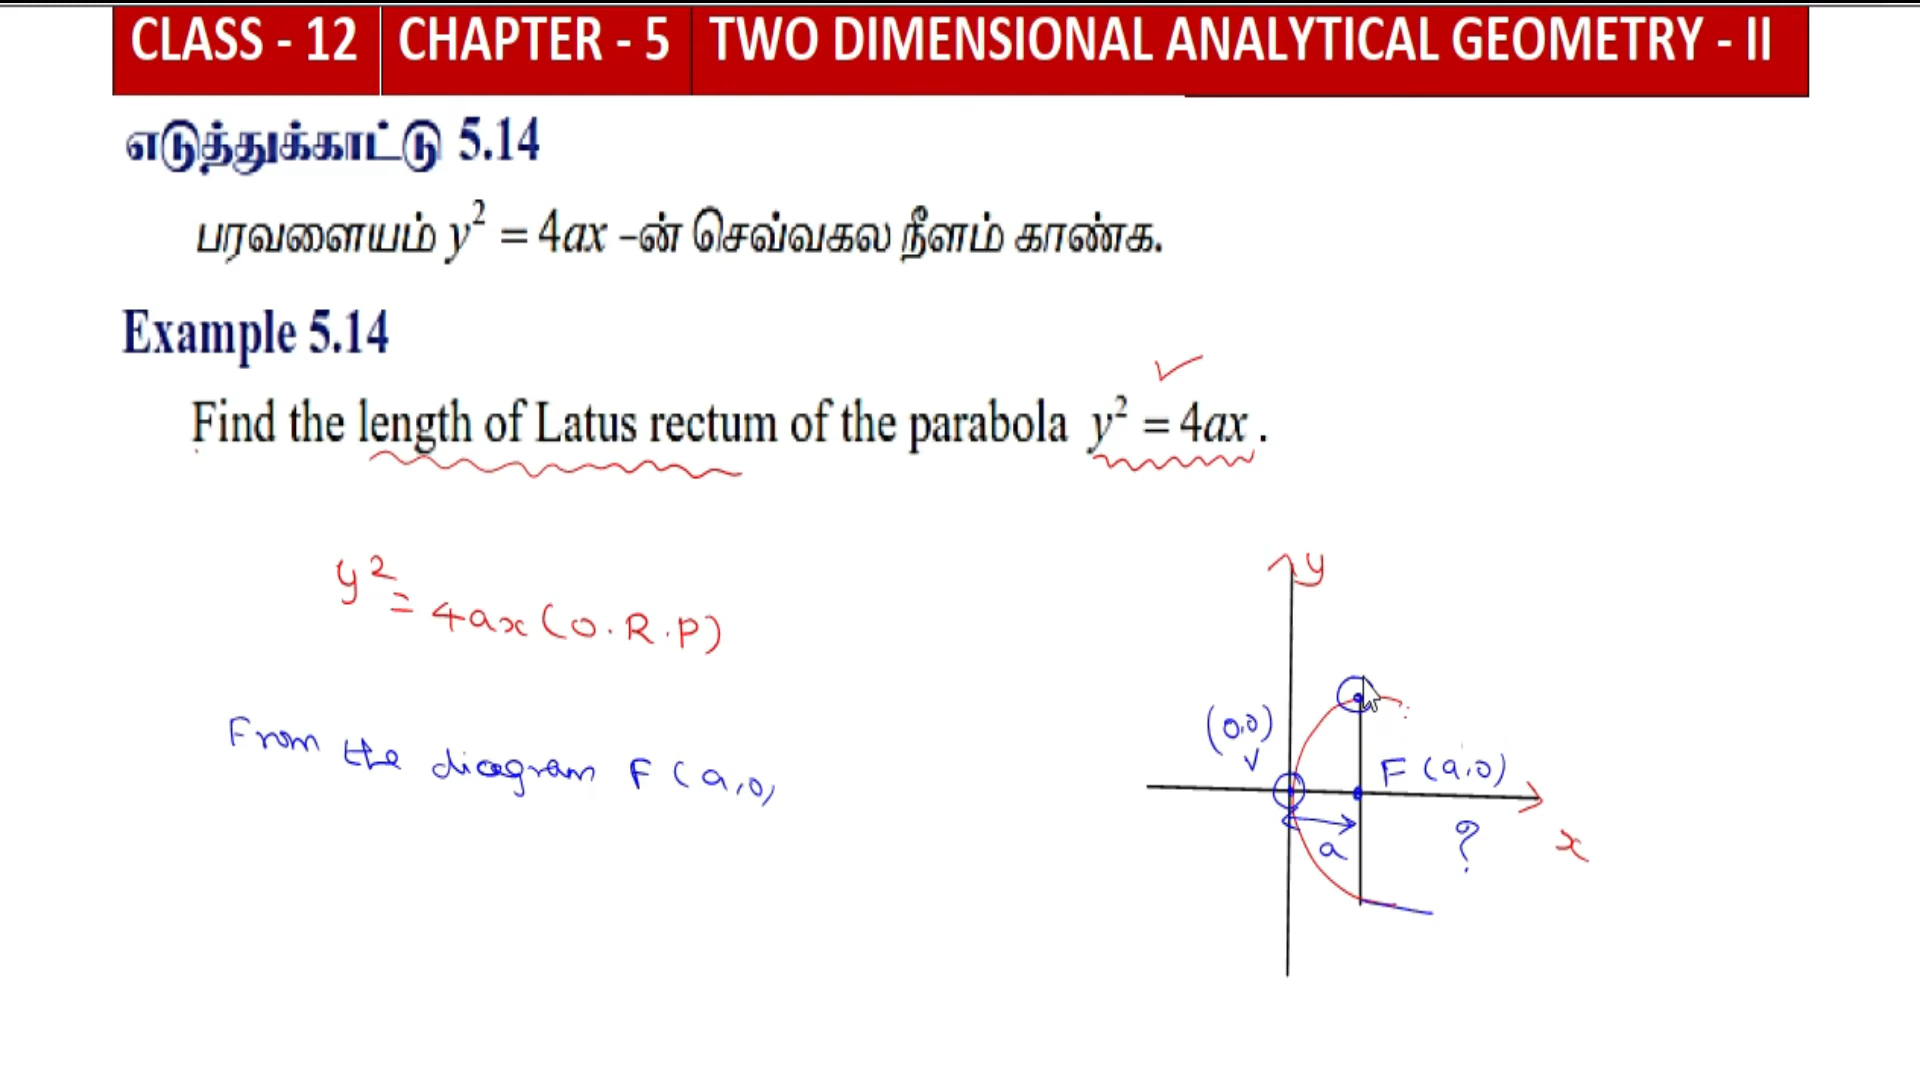 CLASS - 12 CHAPTER - 5 TWO DIMENSIONAL ANALYTICAL GEOMETRY - II
எடுத்துக்காட்டு 5.14
பரவளையம் y² = 4ax –ன் செவ்வகல நீளம் காண்க.
Example 5.14
Find the length of Latus rectum of the parabola y² = 4ax .
y² = 4ax (O.R.P)
From the diagram F (a,0)
y
(0,0)
V
F (a,0)
a
?
x